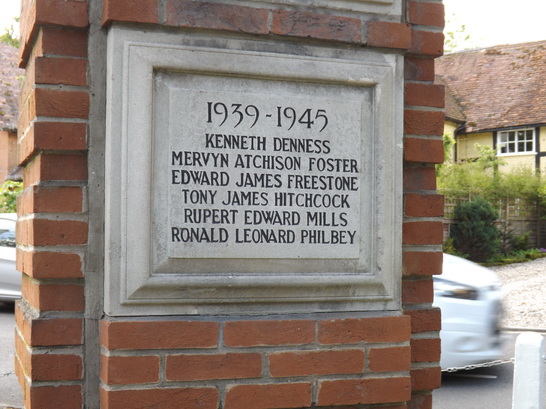 1939-1945
KENNETH DENNESS
MERVYN ATCHISON FOSTER
EDWARD JAMES FREESTONE
TONY JAMES HITCHCOCK
RUPERT EDWARD MILLS
RONALD LEONARD PHILBEY